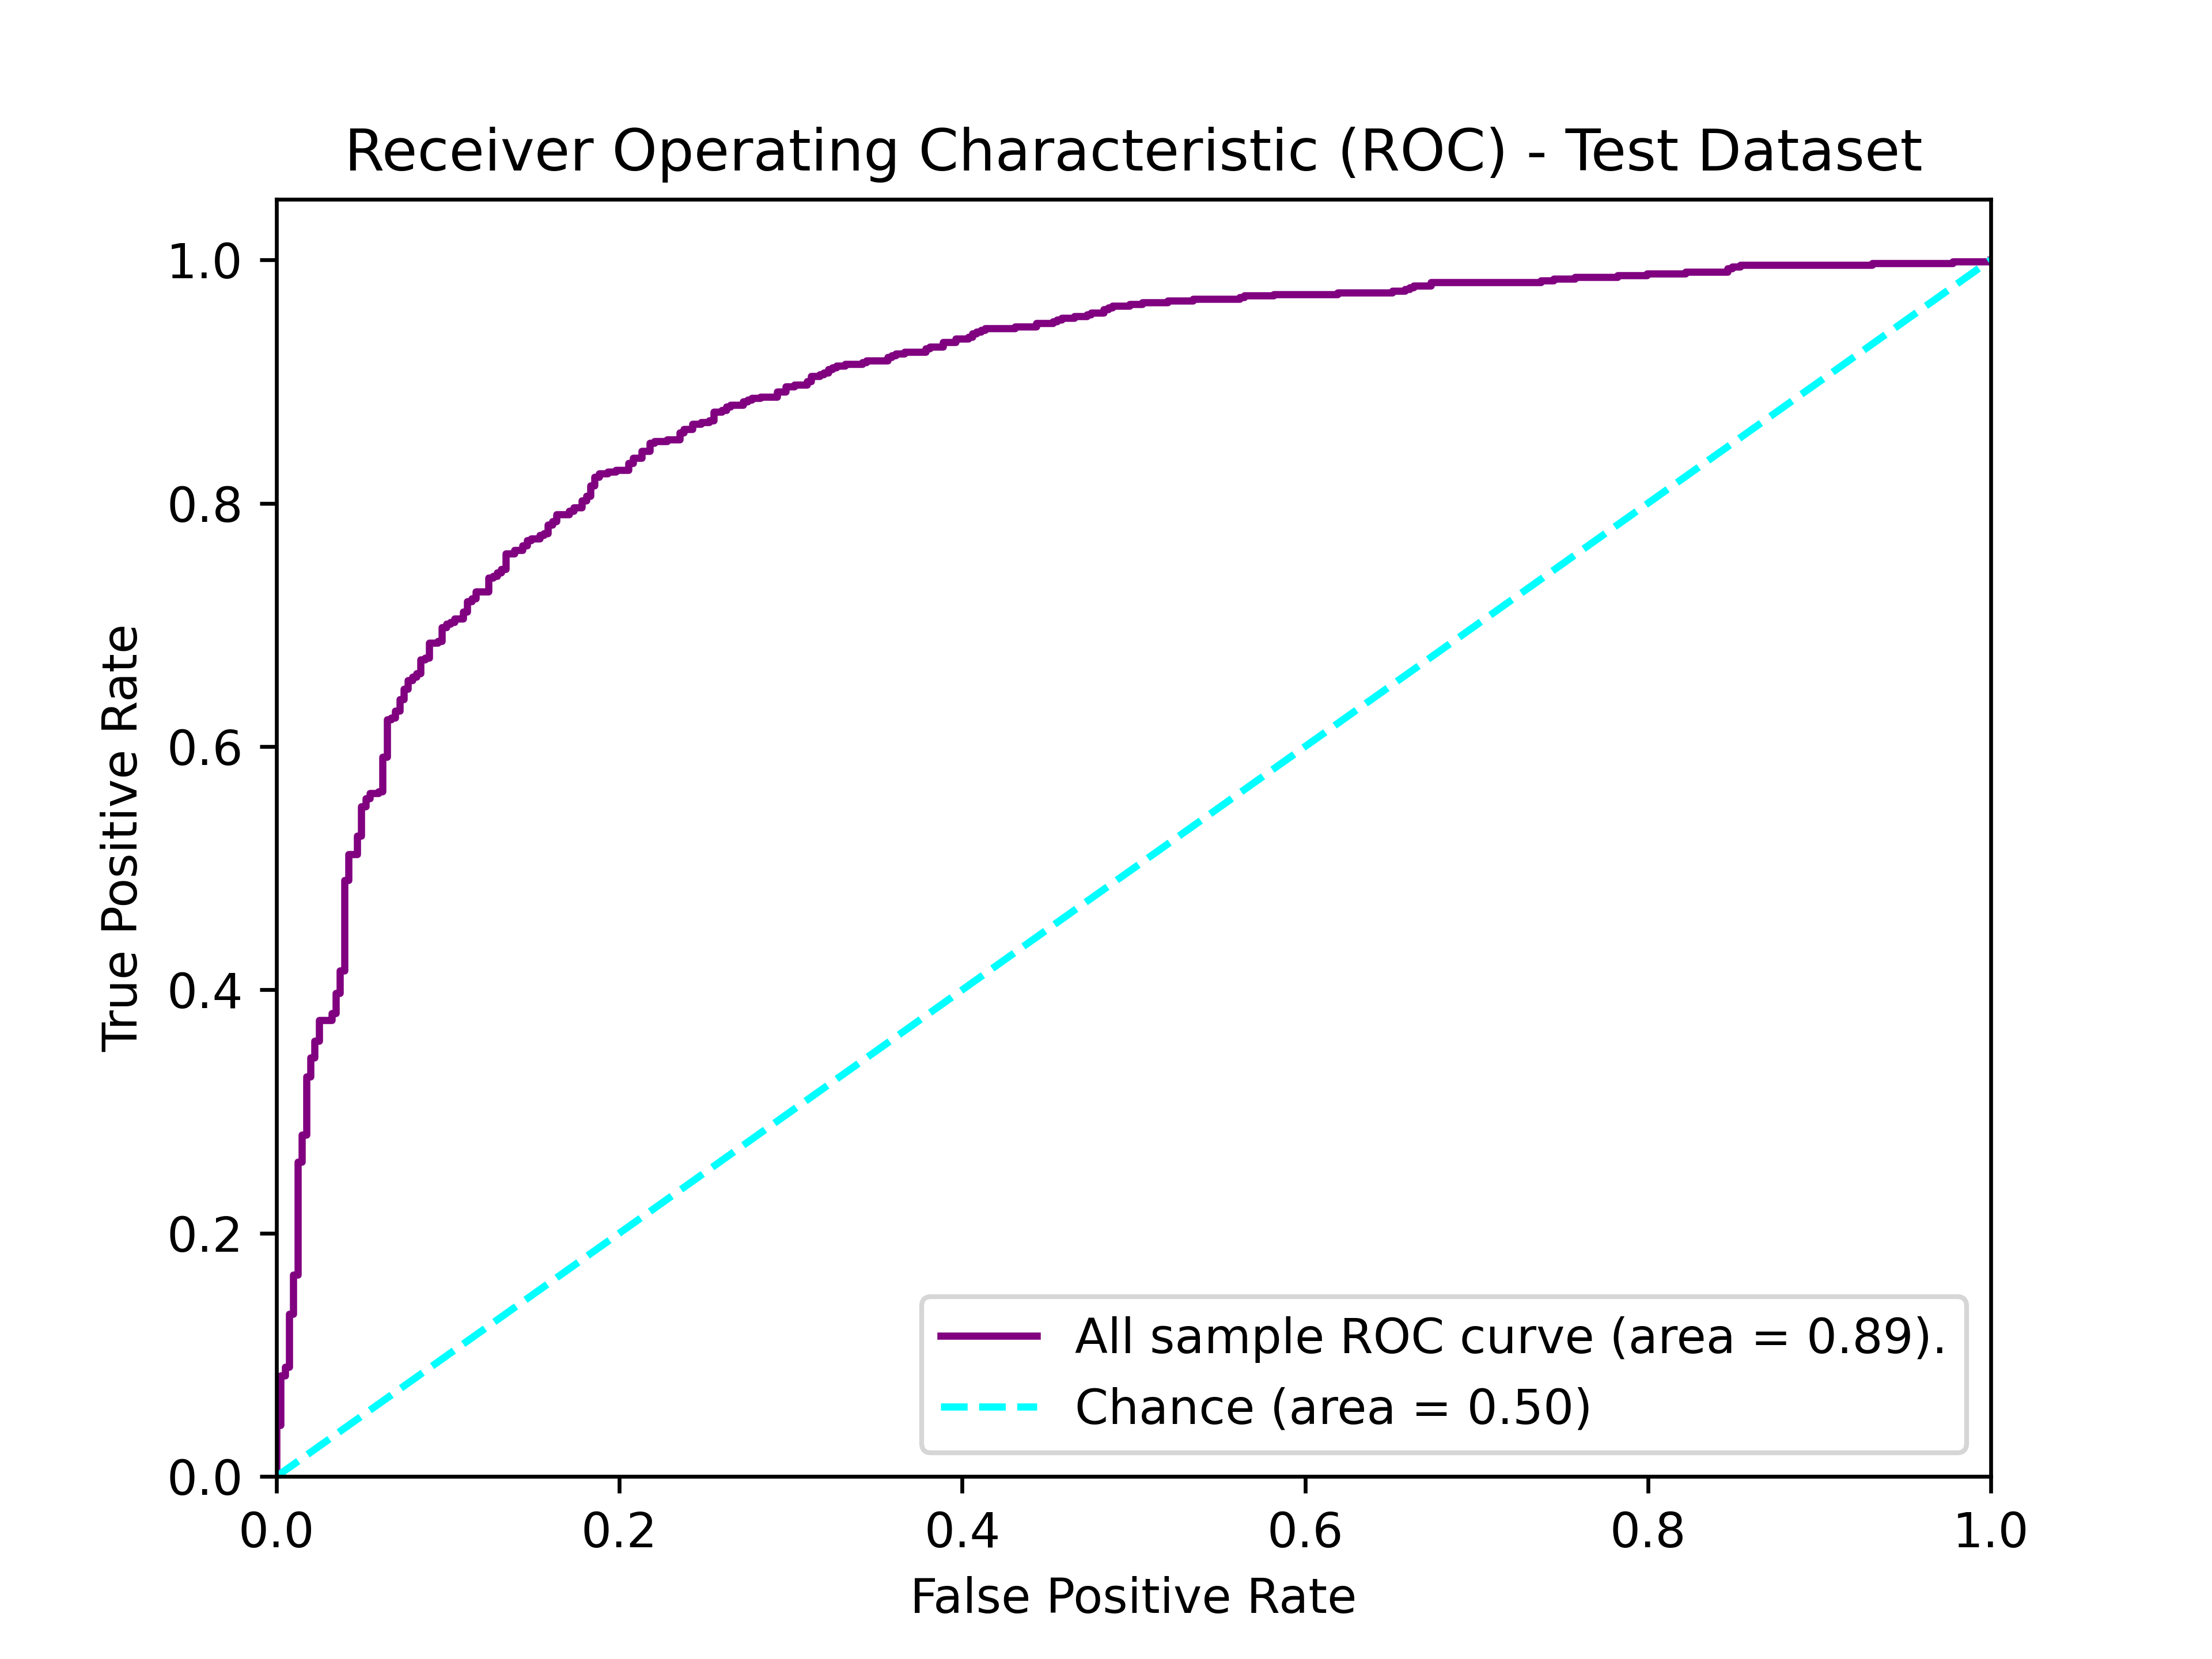 Receiver Operating Characteristic (ROC) - Test Dataset
1.0
0.8
0.6
0.4
0.2
0.0
True Positive Rate
All sample ROC curve (area = 0.89).
Chance (area = 0.50)
0.0 0.2 0.4 0.6 0.8 1.0
False Positive Rate